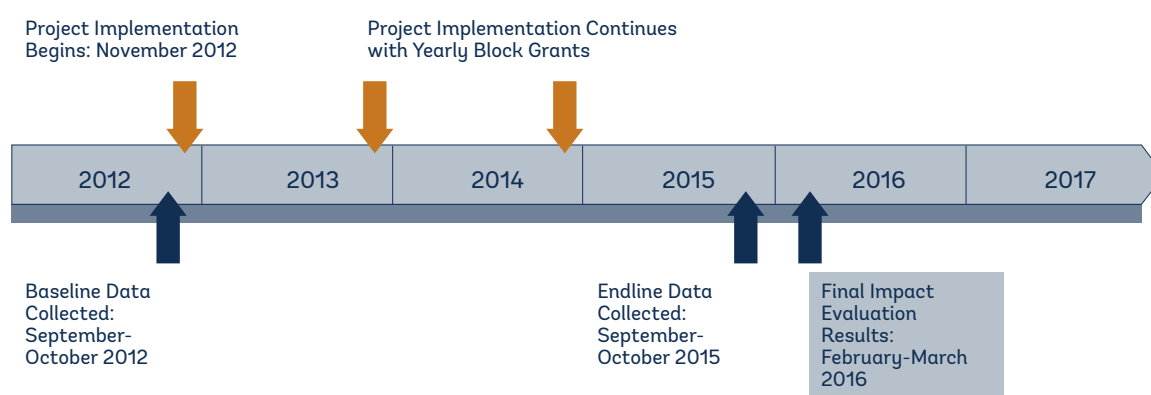 Project Implementation
Begins: November 2012
Project Implementation Continues
with Yearly Block Grants
2012
2013
2014
2015
2016
2017
Baseline Data
Collected:
September-
October 2012
Endline Data
Collected:
September-
October 2015
Final Impact
Evaluation
Results:
February-March
2016